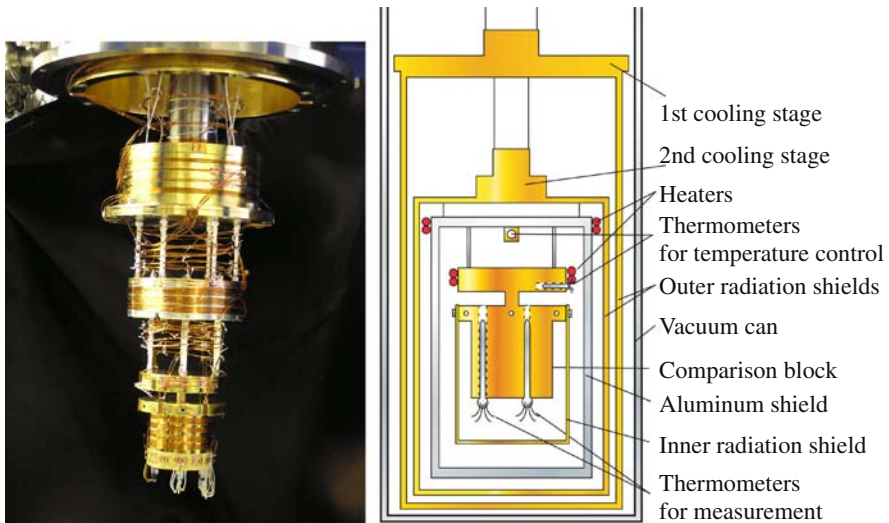 1st cooling stage
2nd cooling stage
Heaters
Thermometers
for temperature control
Outer radiation shields
Vacuum can
Comparison block
Aluminum shield
Inner radiation shield
Thermometers
for measurement